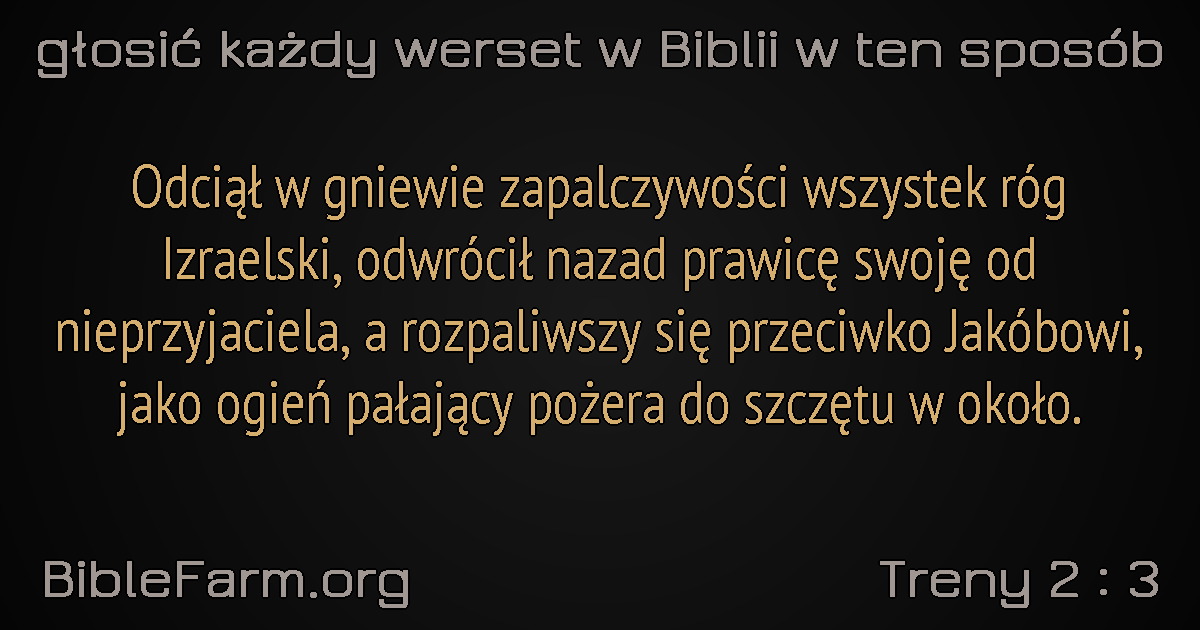 głosić każdy werset w Biblii w ten sposób
Odciął w gniewie zapalczywości wszystek róg
Izraelski, odwrócił nazad prawicę swoję od
nieprzyjaciela, a rozpaliwszy się przeciwko Jakóbowi,
jako ogień pałający pożera do szczętu w około.
BibleFarm.org
Treny 2 : 3